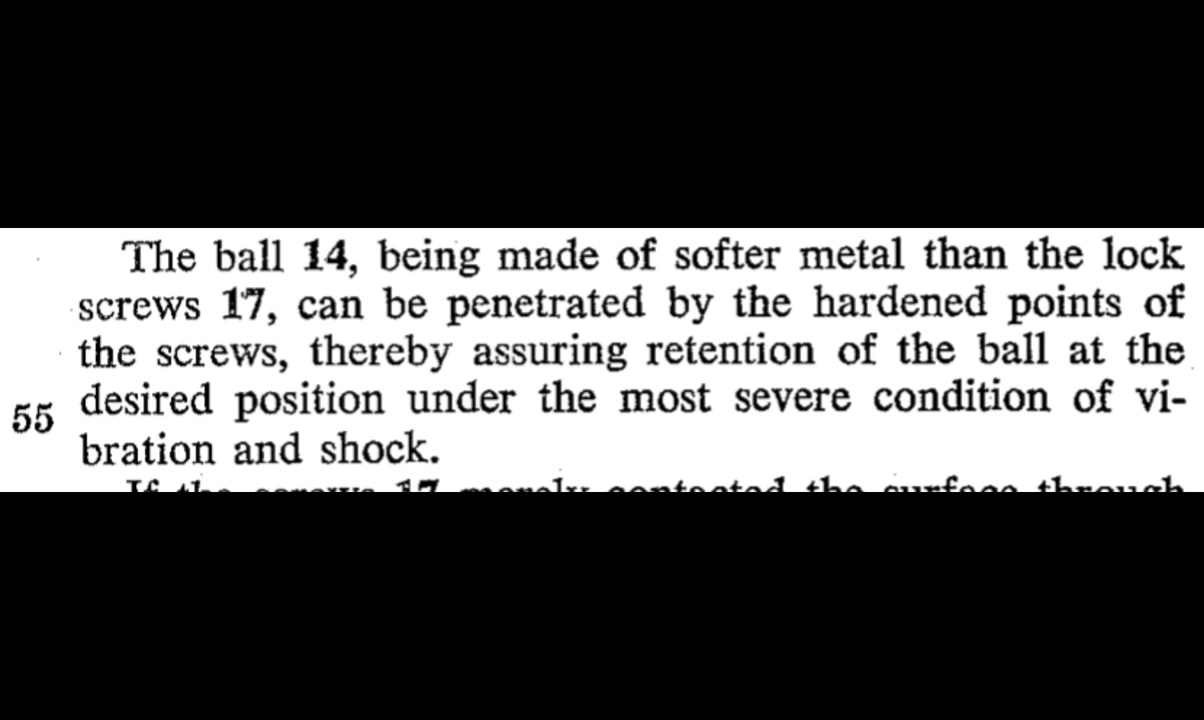 The ball 14, being made of softer metal than the lock
screws 17, can be penetrated by the hardened points of
the screws, thereby assuring retention of the ball at the
55 desired position under the most severe condition of vi-
bration and shock.